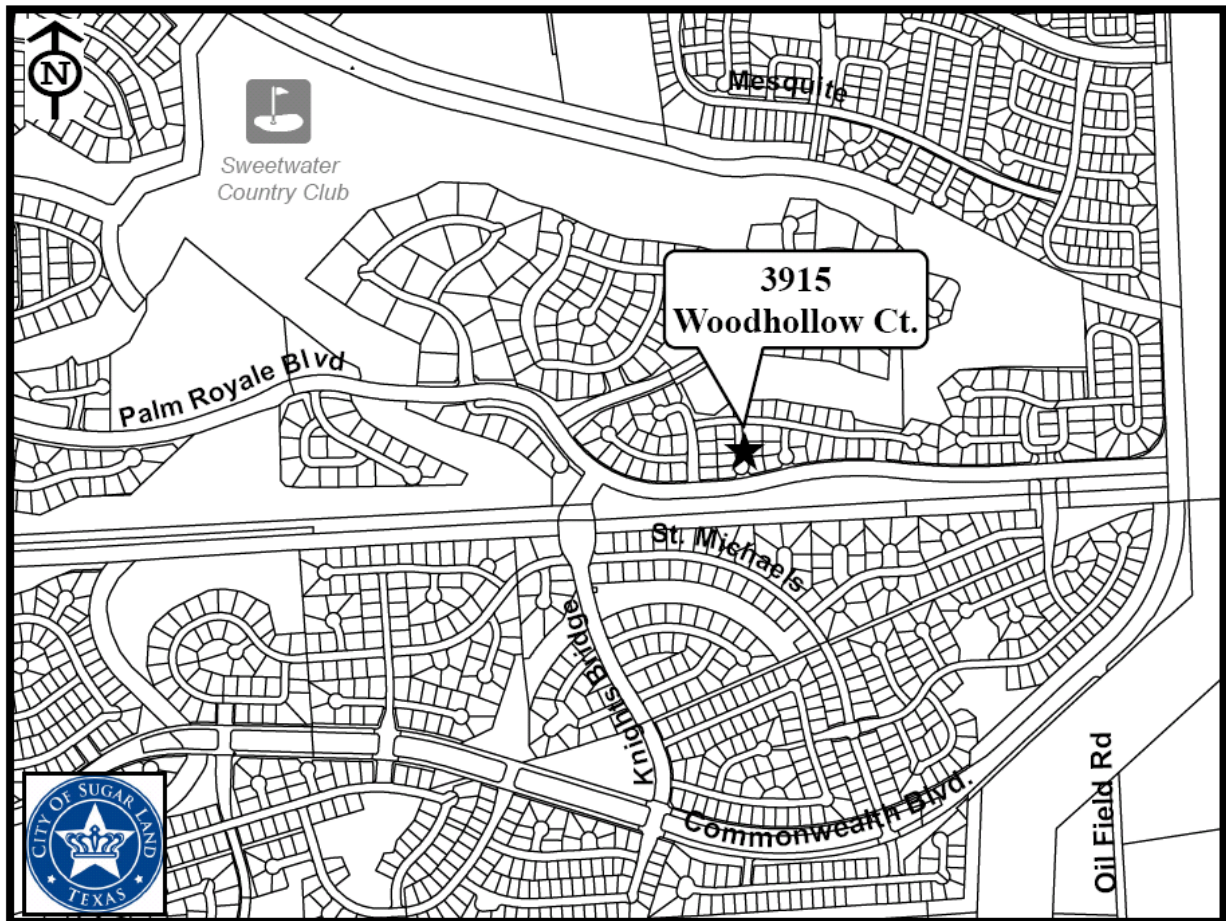 N
Mesquite
Sweetwater
Country Club
3915
Woodhollow Ct.
Palm Royale Blvd
St. Michaels
Knights Bridge
Commonwealth Blvd.
Oil Field Rd
CITY OF SUGAR LAND
TEXAS